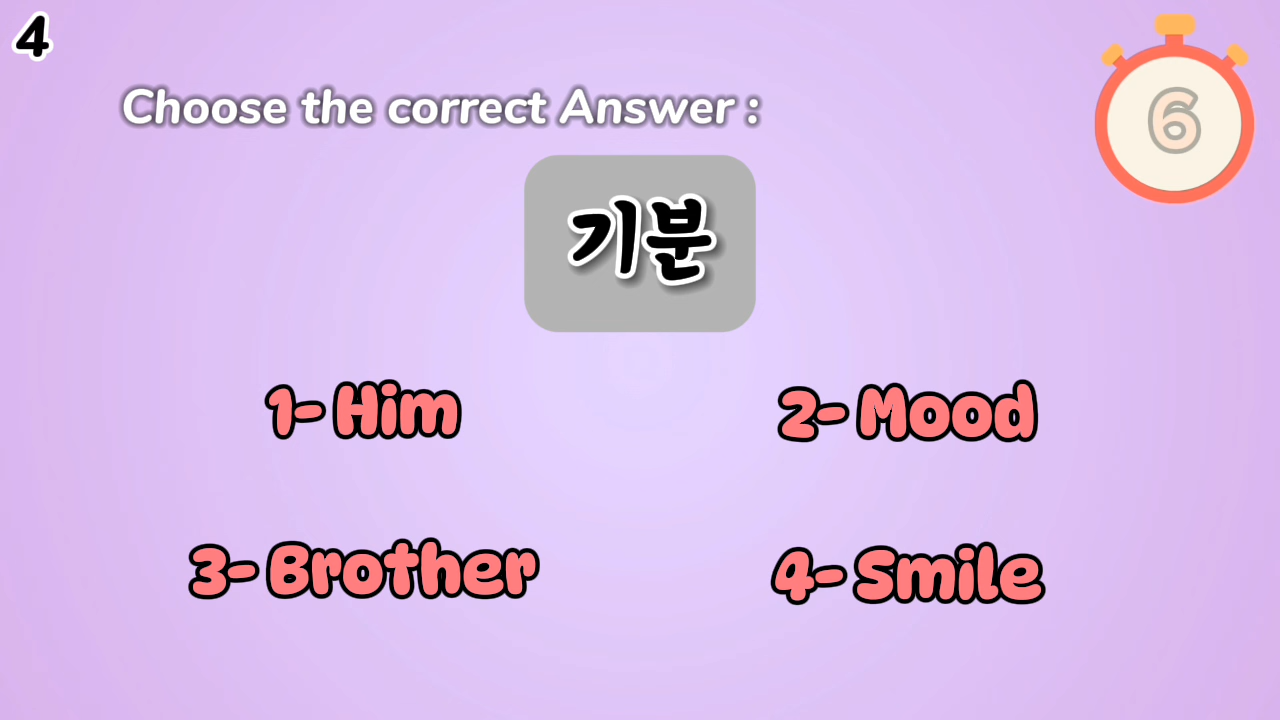 4
6
Choose the correct Answer :
기분
1- Him
2- Mood
3- Brother
4- Smile